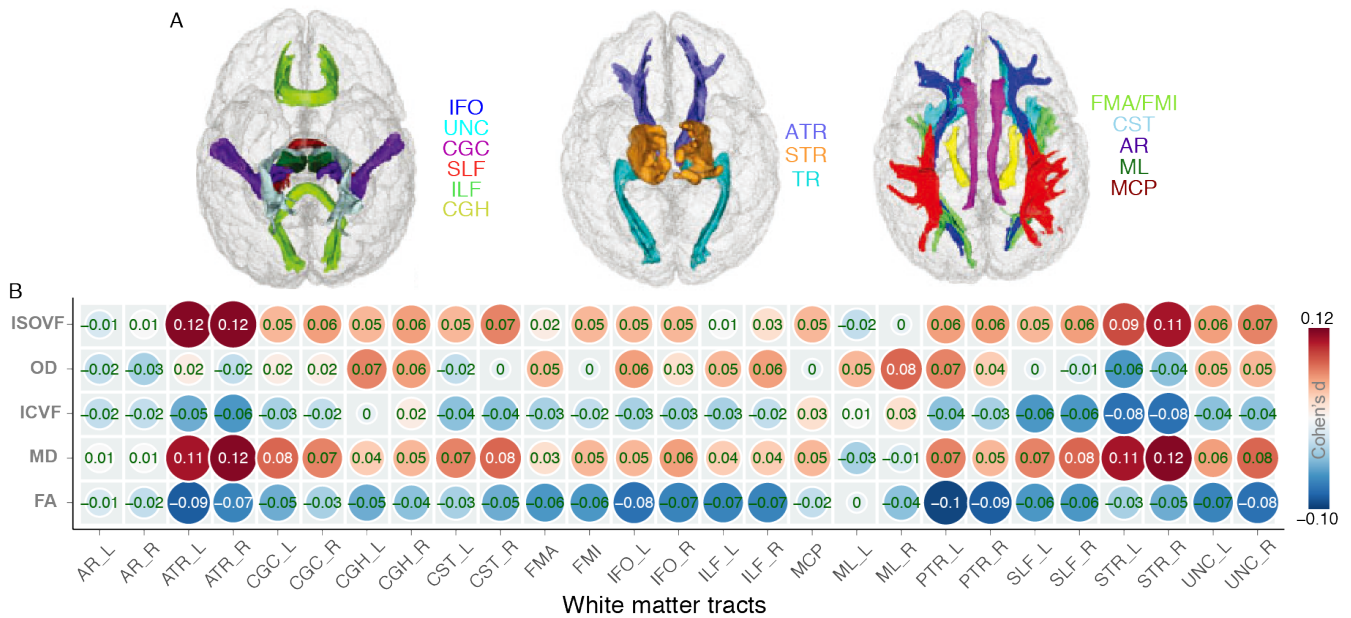 A
IFO
UNC
CGC
SLF
ILF
CGH
ATR
STR
TR
FMA/FMI
CST
AR
ML
MCP
B
ISOVF −0.01 0.01 0.12 0.12 0.05 0.06 0.05 0.06 0.05 0.07 0.02 0.05 0.05 0.05 0.01 0.03 0.05 −0.02 0 0.06 0.06 0.05 0.06 0.09 0.11 0.06 0.07
OD −0.02 −0.03 0.02 −0.02 0.02 0.02 0.07 0.06 −0.02 0 0.05 0 0.06 0.03 0.05 0.06 0 0.05 0.08 0.07 0.04 0 −0.01 −0.06 −0.04 0.05 0.05
ICVF −0.02 −0.02 −0.05 −0.06 −0.03 −0.02 0 0.02 −0.04 −0.04 −0.03 −0.02 −0.03 −0.03 −0.03 −0.02 0.03 0.01 0.03 −0.04 −0.03 −0.06 −0.06 −0.08 −0.08 −0.04 −0.04
MD 0.01 0.01 0.11 0.12 0.08 0.07 0.04 0.05 0.07 0.08 0.03 0.05 0.05 0.06 0.04 0.04 0.05 −0.03 −0.01 0.07 0.05 0.07 0.08 0.11 0.12 0.06 0.08
FA −0.01 −0.02 −0.09 −0.07 −0.05 −0.03 −0.05 −0.04 −0.03 −0.05 −0.06 −0.06 −0.08 −0.07 −0.07 −0.07 −0.02 0 −0.04 −0.1 −0.09 −0.06 −0.06 −0.03 −0.05 −0.07 −0.08
AR_L AR_R ATR_L ATR_R CGC_L CGC_R CGH_L CGH_R CST_L CST_R FMA FMI IFO_L IFO_R ILF_L ILF_R MCP ML_L ML_R PTR_L PTR_R SLF_L SLF_R STR_L STR_R UNC_L UNC_R
White matter tracts
0.12
Cohen's d
−0.10